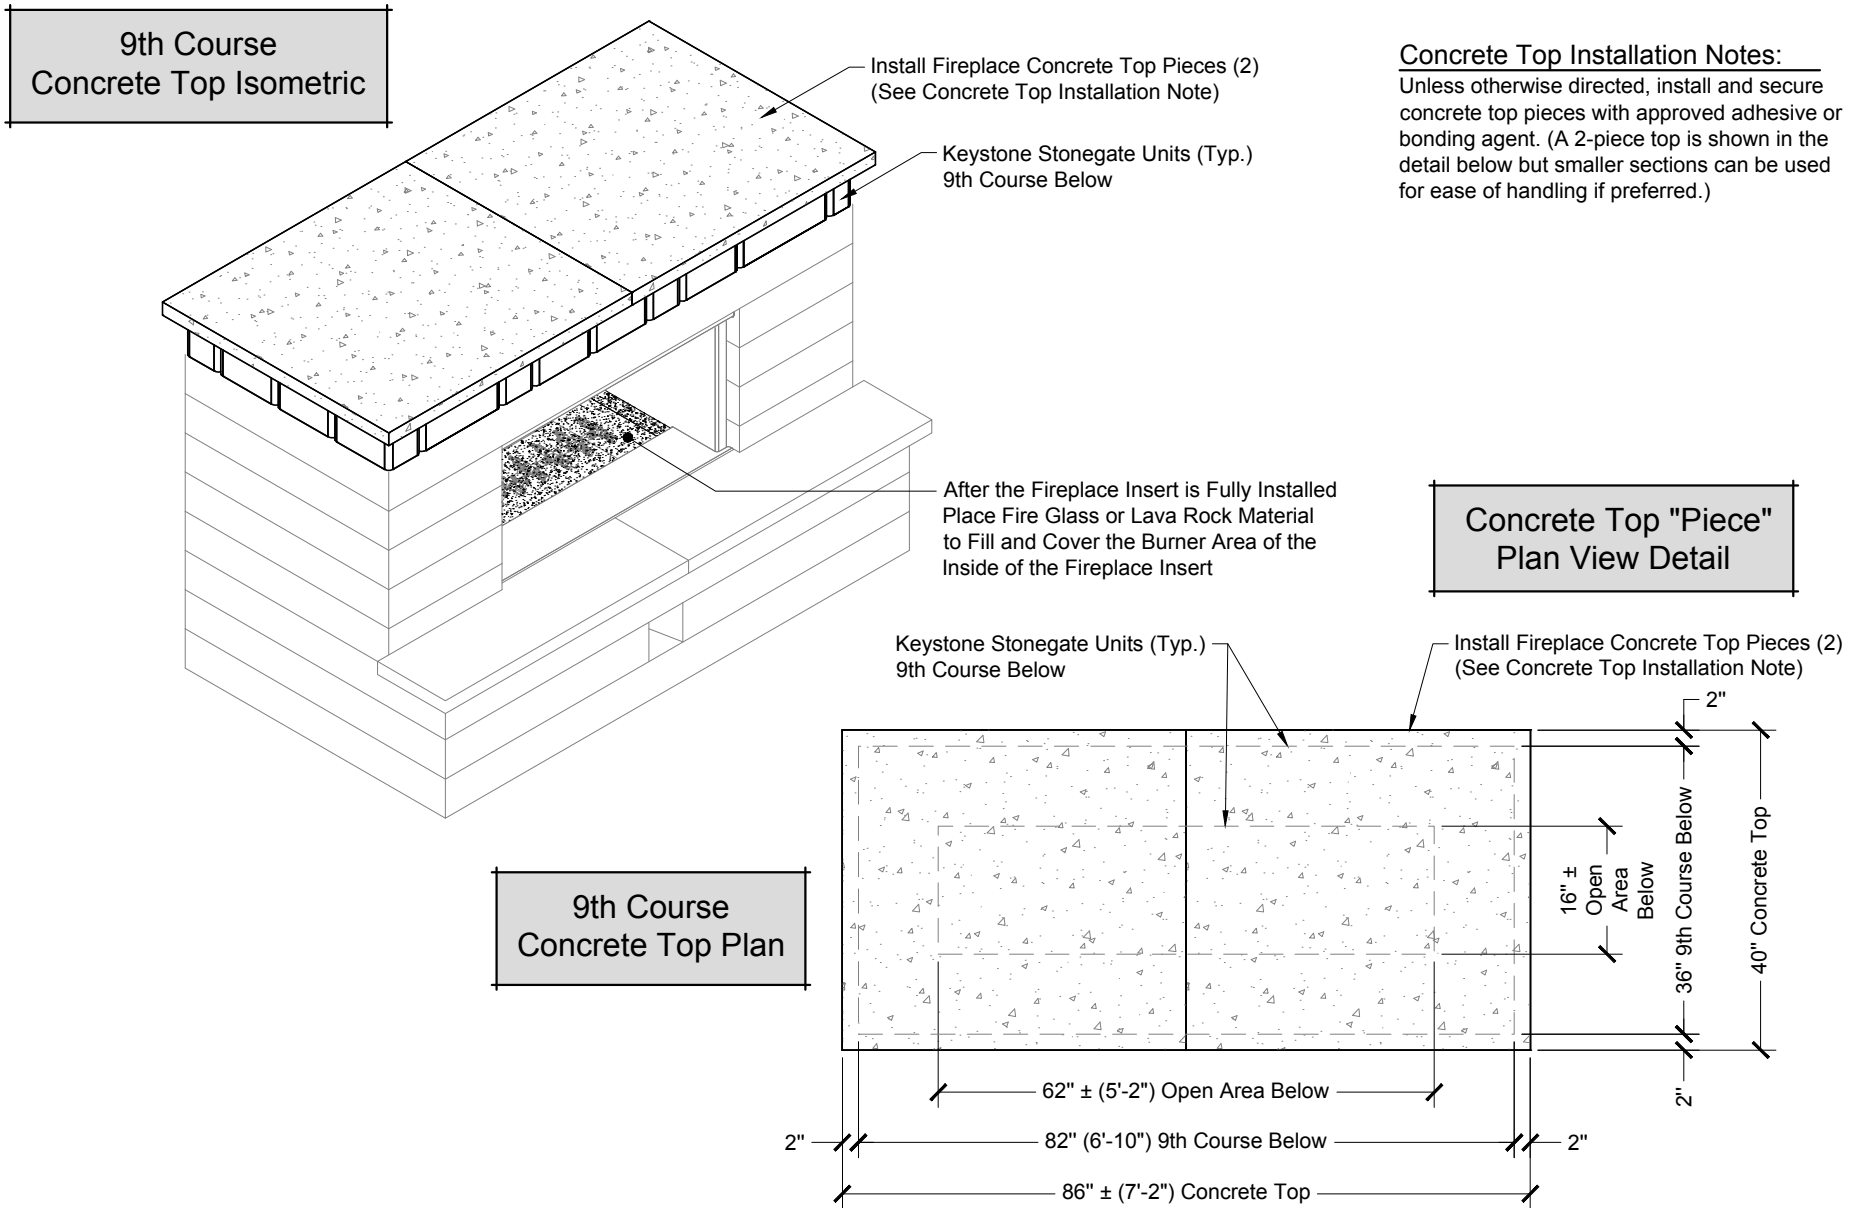 9th Course
Concrete Top Isometric
Install Fireplace Concrete Top Pieces (2)
(See Concrete Top Installation Note)
Keystone Stonegate Units (Typ.)
9th Course Below
Concrete Top Installation Notes:
Unless otherwise directed, install and secure
concrete top pieces with approved adhesive or
bonding agent. (A 2-piece top is shown in the
detail below but smaller sections can be used
for ease of handling if preferred.)
After the Fireplace Insert is Fully Installed
Place Fire Glass or Lava Rock Material
to Fill and Cover the Burner Area of the
Inside of the Fireplace Insert
Concrete Top "Piece"
Plan View Detail
Keystone Stonegate Units (Typ.)
9th Course Below
Install Fireplace Concrete Top Pieces (2)
(See Concrete Top Installation Note)
2"
16" ±
Open
Area
Below
36" 9th Course Below
40" Concrete Top
2"
9th Course
Concrete Top Plan
62" ± (5'-2") Open Area Below
2"
82" (6'-10") 9th Course Below
2"
86" ± (7'-2") Concrete Top